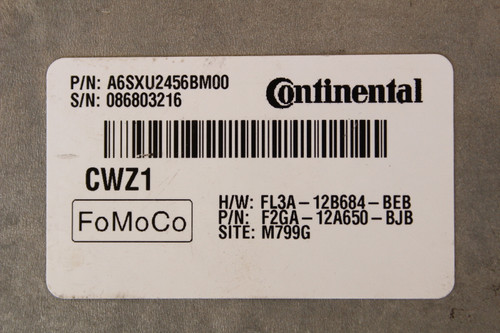 P/N: A6SXU2456BM00
S/N: 086803216
Continental
CWZ1
FoMoCo
H/W: FL3A-12B684-BEB
P/N: F2GA-12A650-BJB
SITE: M799G